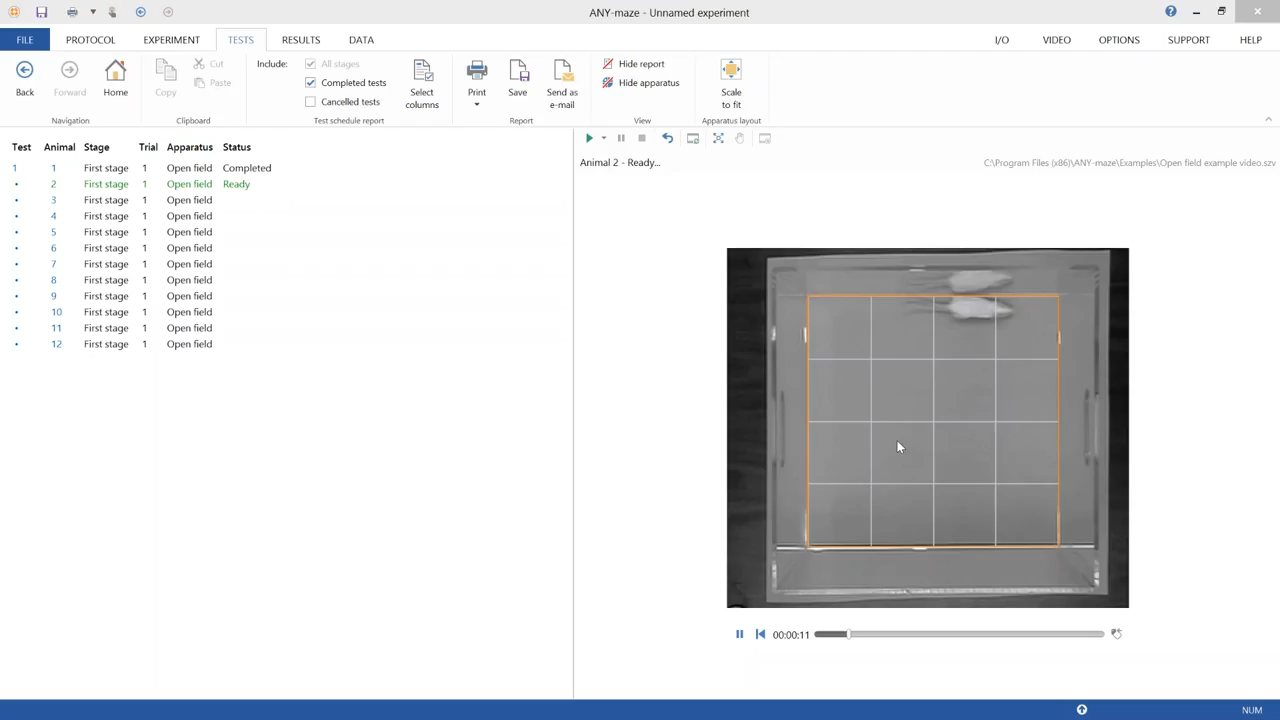 ANY-maze - Unnamed experiment
FILE PROTOCOL EXPERIMENT TESTS RESULTS DATA I/O VIDEO OPTIONS SUPPORT HELP
Back Forward Home
Navigation
Copy Cut Paste
Clipboard
Include: All stages
Completed tests
Cancelled tests
Select columns
Test schedule report
Print Save Send as e-mail
Report
Hide report
Hide apparatus
View
Scale to fit
Apparatus layout
Test Animal Stage Trial Apparatus Status
1 1 First stage 1 Open field Completed
• 2 First stage 1 Open field Ready
• 3 First stage 1 Open field
• 4 First stage 1 Open field
• 5 First stage 1 Open field
• 6 First stage 1 Open field
• 7 First stage 1 Open field
• 8 First stage 1 Open field
• 9 First stage 1 Open field
• 10 First stage 1 Open field
• 11 First stage 1 Open field
• 12 First stage 1 Open field
Animal 2 - Ready... C:\Program Files (x86)\ANY-maze\Examples\Open field example video.szv
00:00:11
NUM